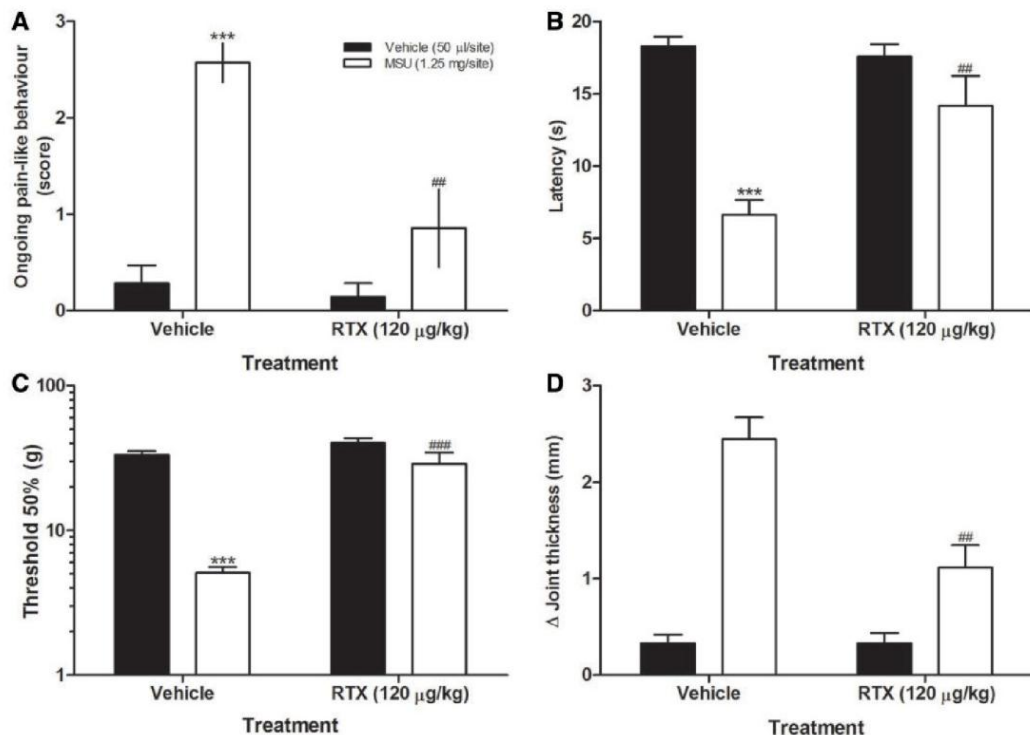 A
Ongoing pain-like behaviour
(score)
3
2
1
0
***
##
Vehicle (50 µl/site)
MSU (1.25 mg/site)
Vehicle
RTX (120 µg/kg)
Treatment
B
Latency (s)
20
15
10
5
0
***
##
Vehicle
RTX (120 µg/kg)
Treatment
C
Threshold 50% (g)
100
10
1
***
###
Vehicle
RTX (120 µg/kg)
Treatment
D
Δ Joint thickness (mm)
3
2
1
0
##
Vehicle
RTX (120 µg/kg)
Treatment